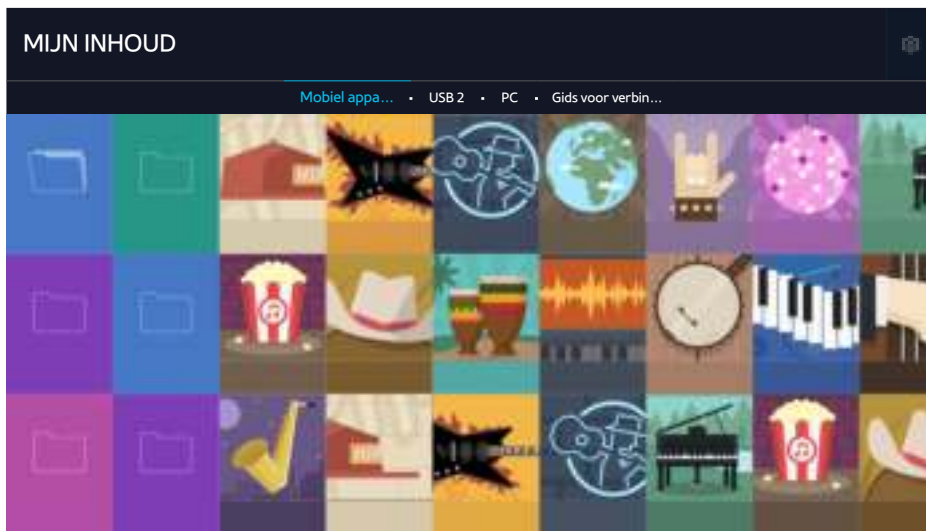 MIJN INHOUD
Mobiel appa... • USB 2 • PC • Gids voor verbin...